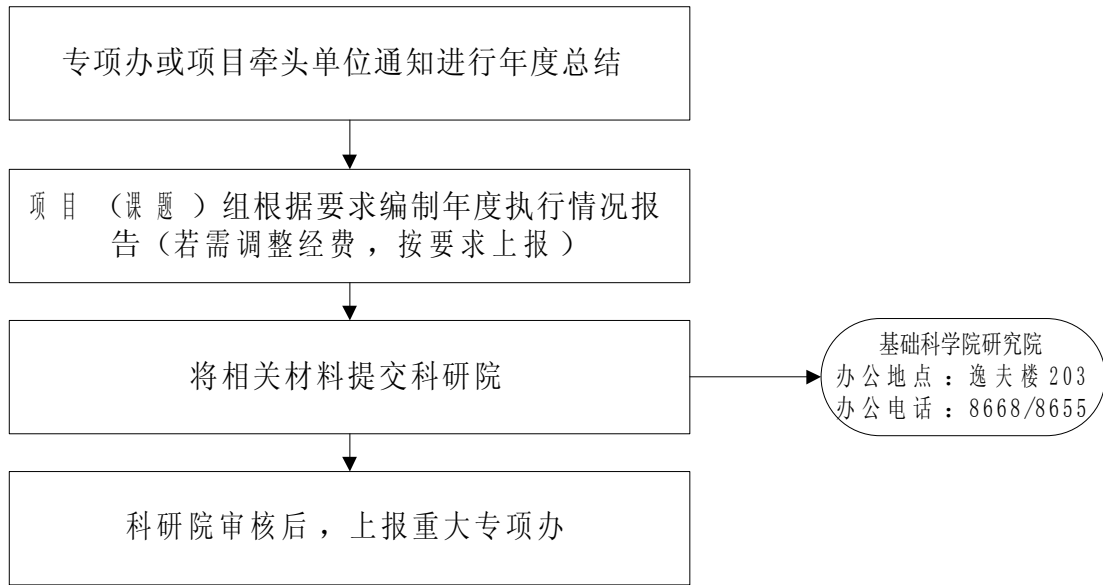 专项办或项目牵头单位通知进行年度总结
项目（课题）组根据要求编制年度执行情况报
告（若需调整经费，按要求上报）
将相关材料提交科研院
基础科学院研究院
办公地点：逸夫楼203
办公电话：8668/8655
科研院审核后，上报重大专项办